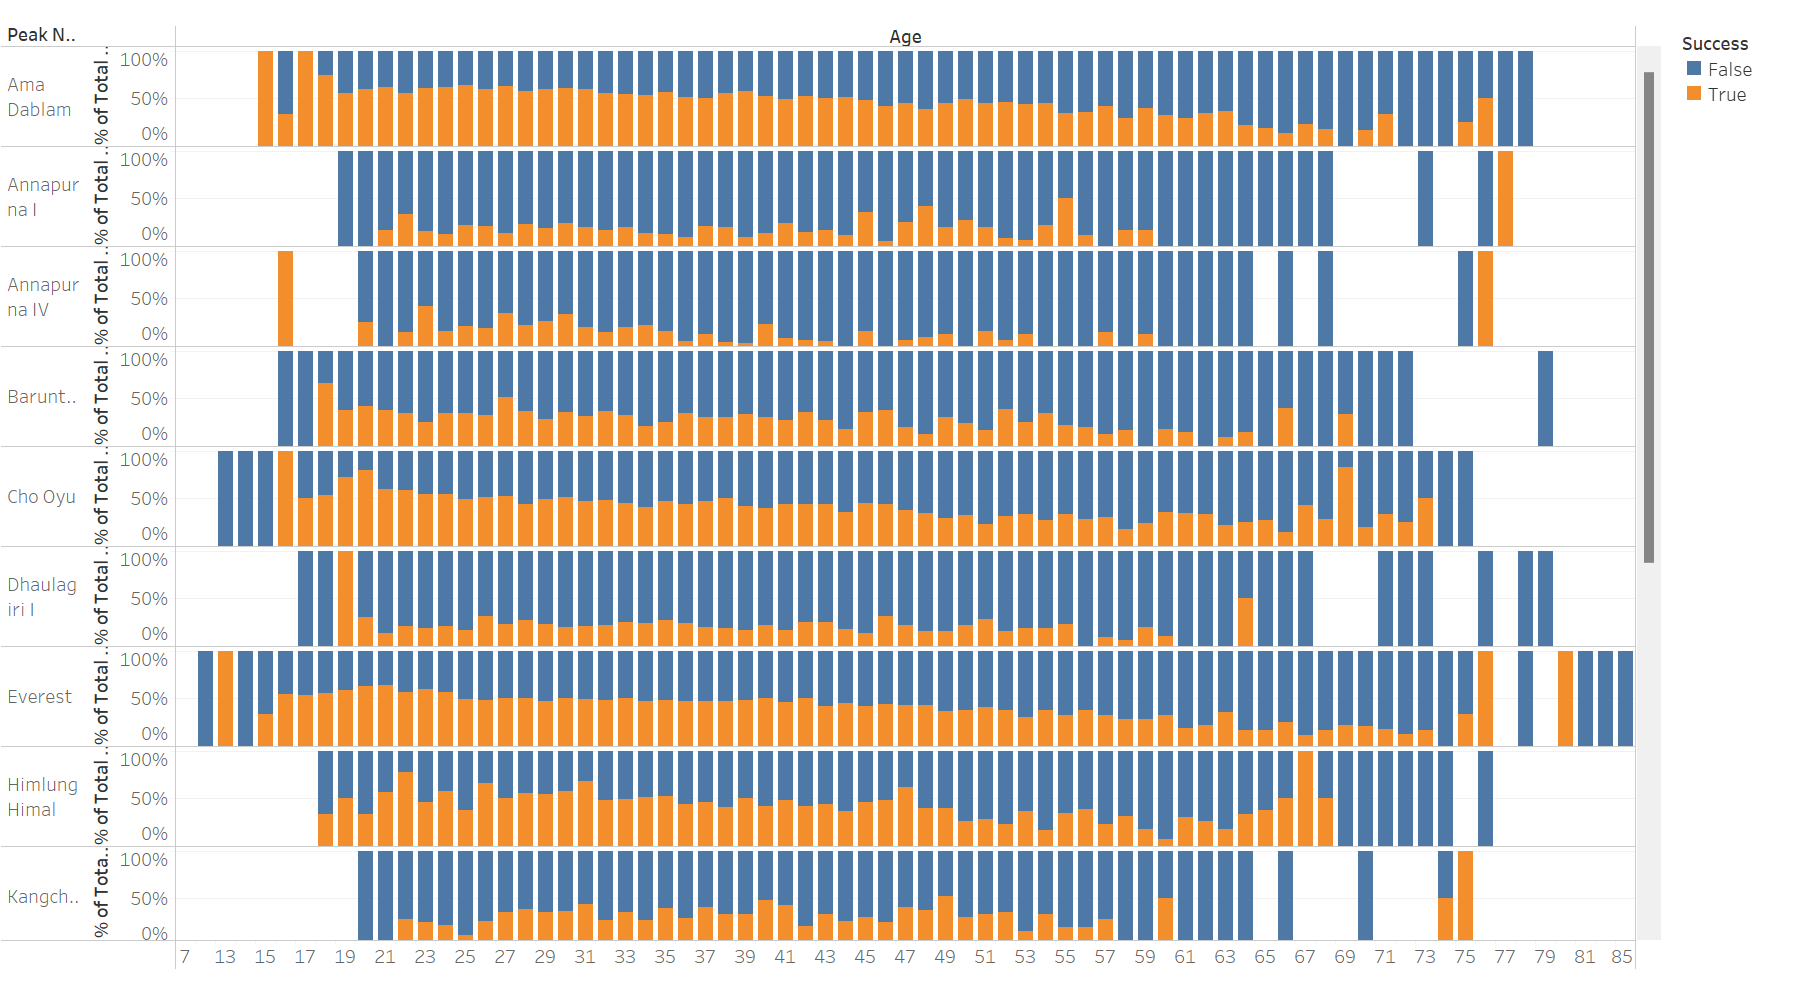 Peak N..
Age
Success
False
True
Ama
Dablam
% of Total ..
100%
50%
0%
Annapur
na I
% of Total ..
100%
50%
0%
Annapur
na IV
% of Total ..
100%
50%
0%
Barunt..
% of Total ..
100%
50%
0%
Cho Oyu
% of Total ..
100%
50%
0%
Dhaulag
iri I
% of Total ..
100%
50%
0%
Everest
% of Total ..
100%
50%
0%
Himlung
Himal
% of Total ..
100%
50%
0%
Kangch..
% of Tota..
100%
50%
0%
7 13 15 17 19 21 23 25 27 29 31 33 35 37 39 41 43 45 47 49 51 53 55 57 59 61 63 65 67 69 71 73 75 77 79 81 85